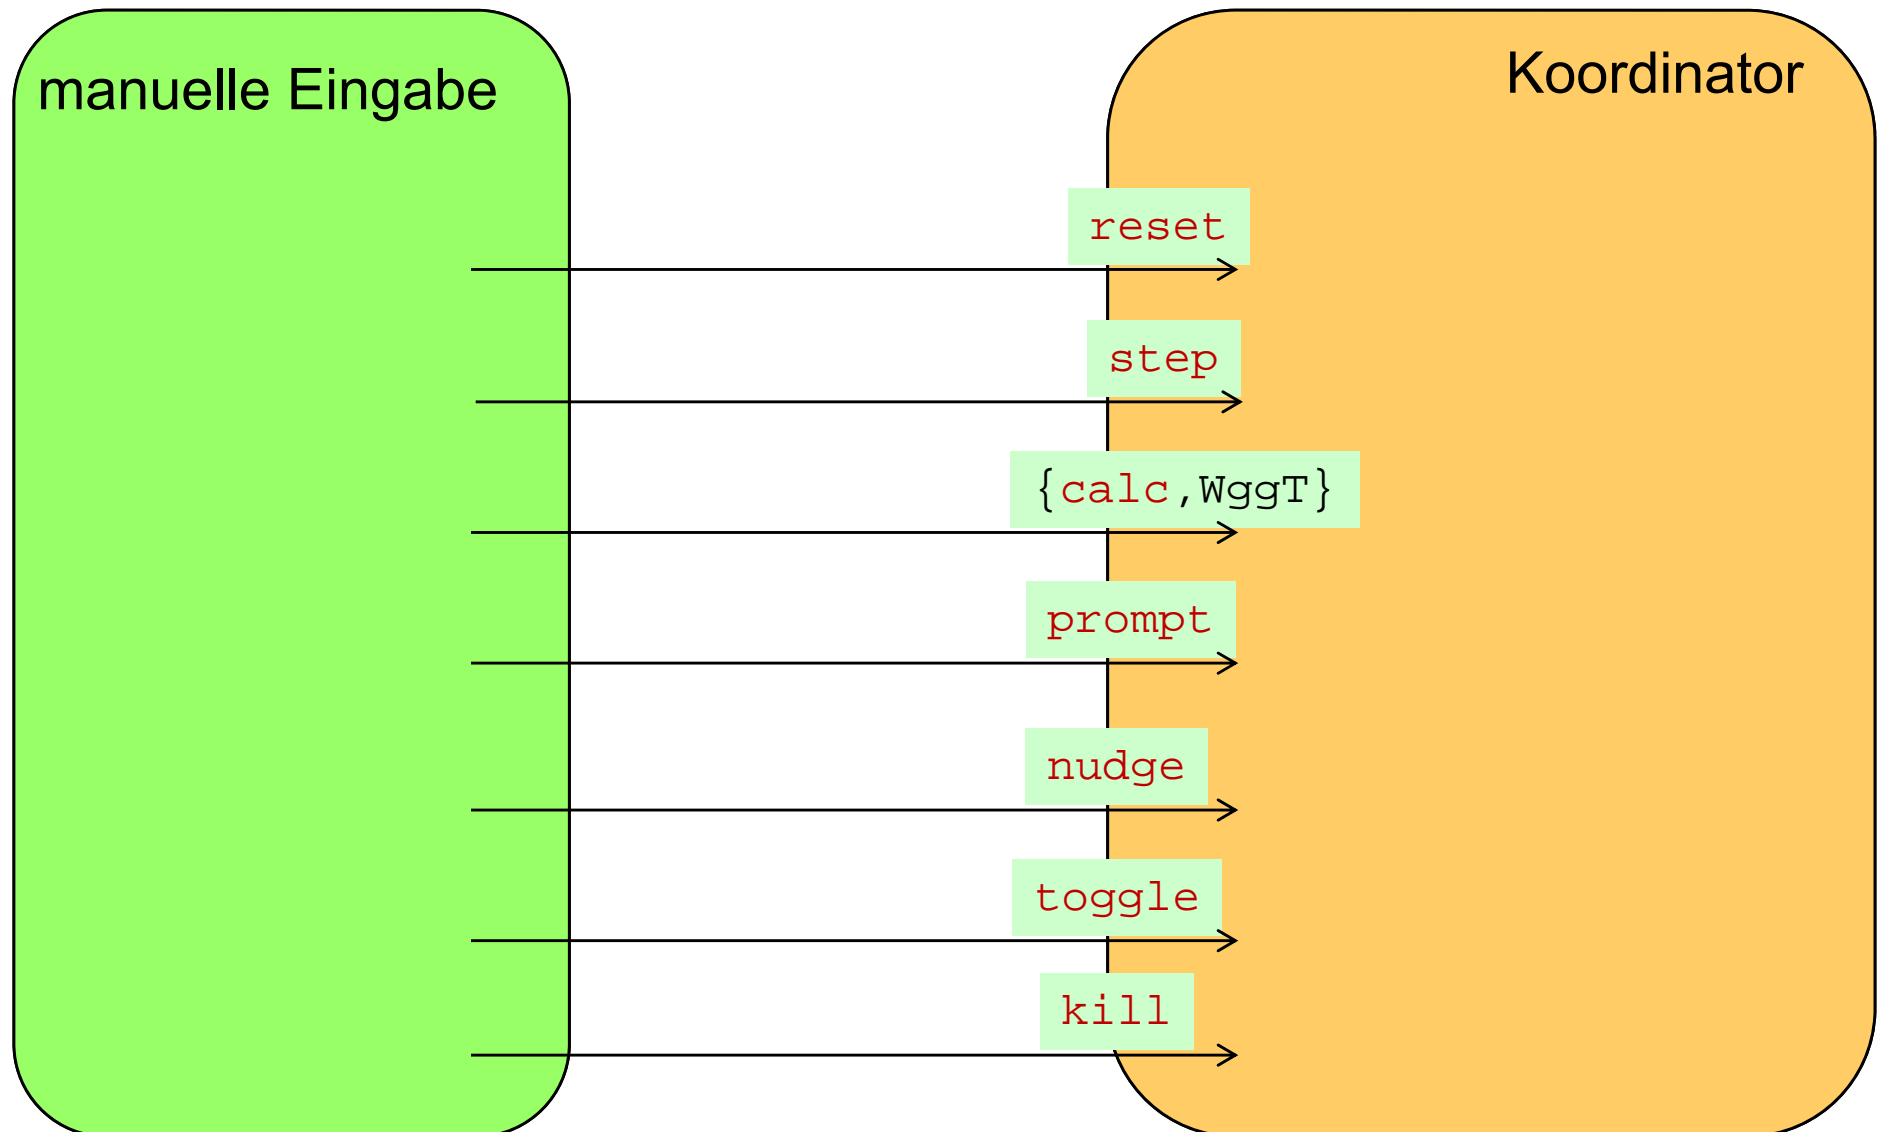 manuelle Eingabe
Koordinator
reset
step
{calc,WggT}
prompt
nudge
toggle
kill